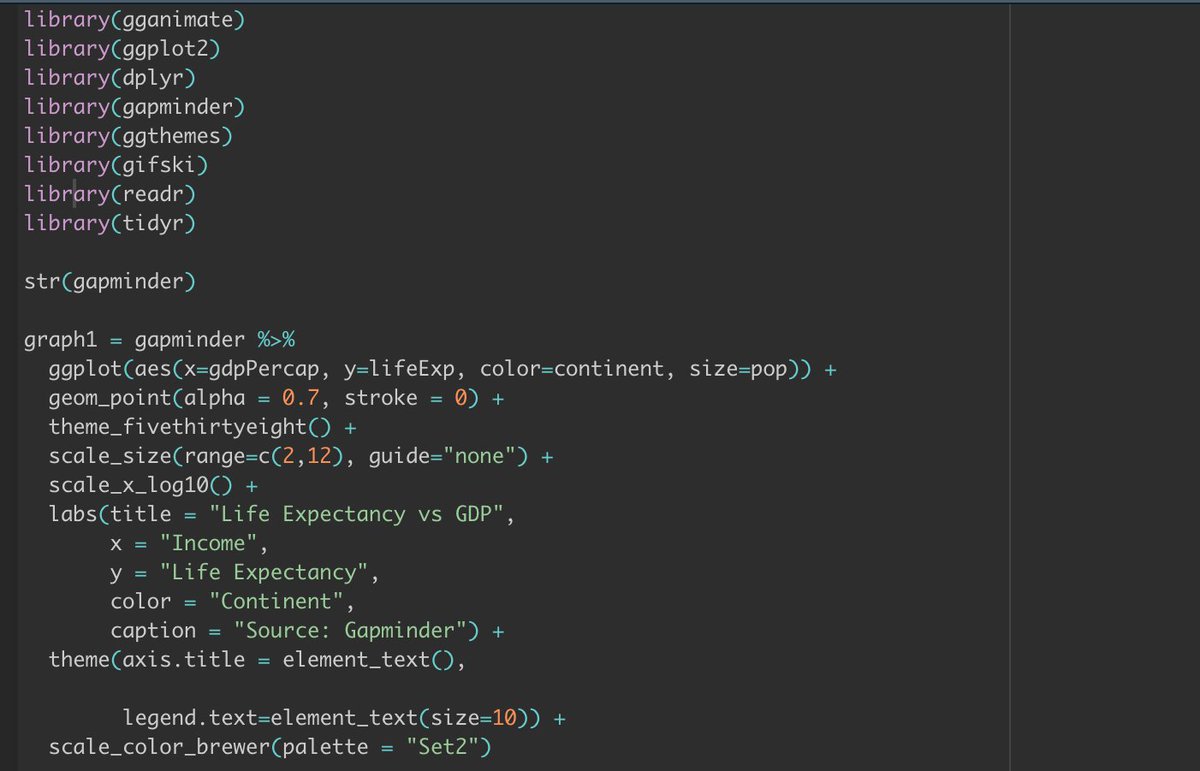 library(gganimate)
library(ggplot2)
library(dplyr)
library(gapminder)
library(ggthemes)
library(gifski)
library(readr)
library(tidyr)

str(gapminder)

graph1 = gapminder %>%
  ggplot(aes(x=gdpPercap, y=lifeExp, color=continent, size=pop)) +
  geom_point(alpha = 0.7, stroke = 0) +
  theme_fivethirtyeight() +
  scale_size(range=c(2,12), guide="none") +
  scale_x_log10() +
  labs(title = "Life Expectancy vs GDP",
       x = "Income",
       y = "Life Expectancy",
       color = "Continent",
       caption = "Source: Gapminder") +
  theme(axis.title = element_text(),

        legend.text=element_text(size=10)) +
  scale_color_brewer(palette = "Set2")